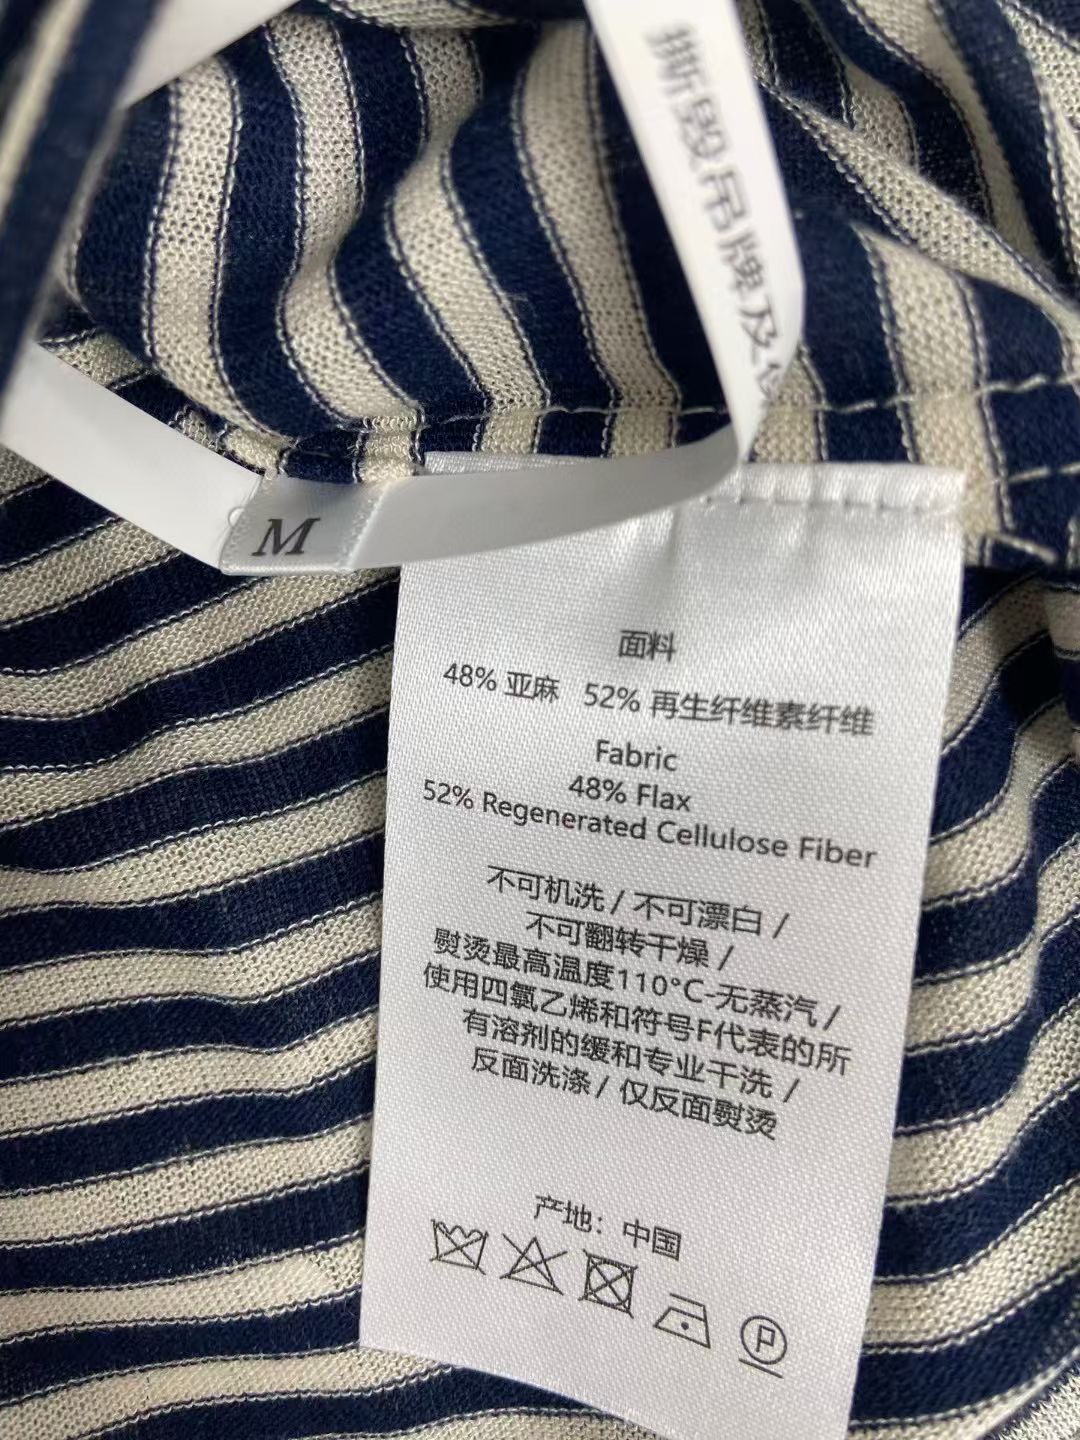 撕毁吊牌及
M
面料
48% 亚麻 52% 再生纤维素纤维
Fabric
48% Flax
52% Regenerated Cellulose Fiber
不可机洗 / 不可漂白 /
不可翻转干燥 /
熨烫最高温度110°C-无蒸汽 /
使用四氯乙烯和符号F代表的所
有溶剂的缓和专业干洗 /
反面洗涤 / 仅反面熨烫
产地：中国
P